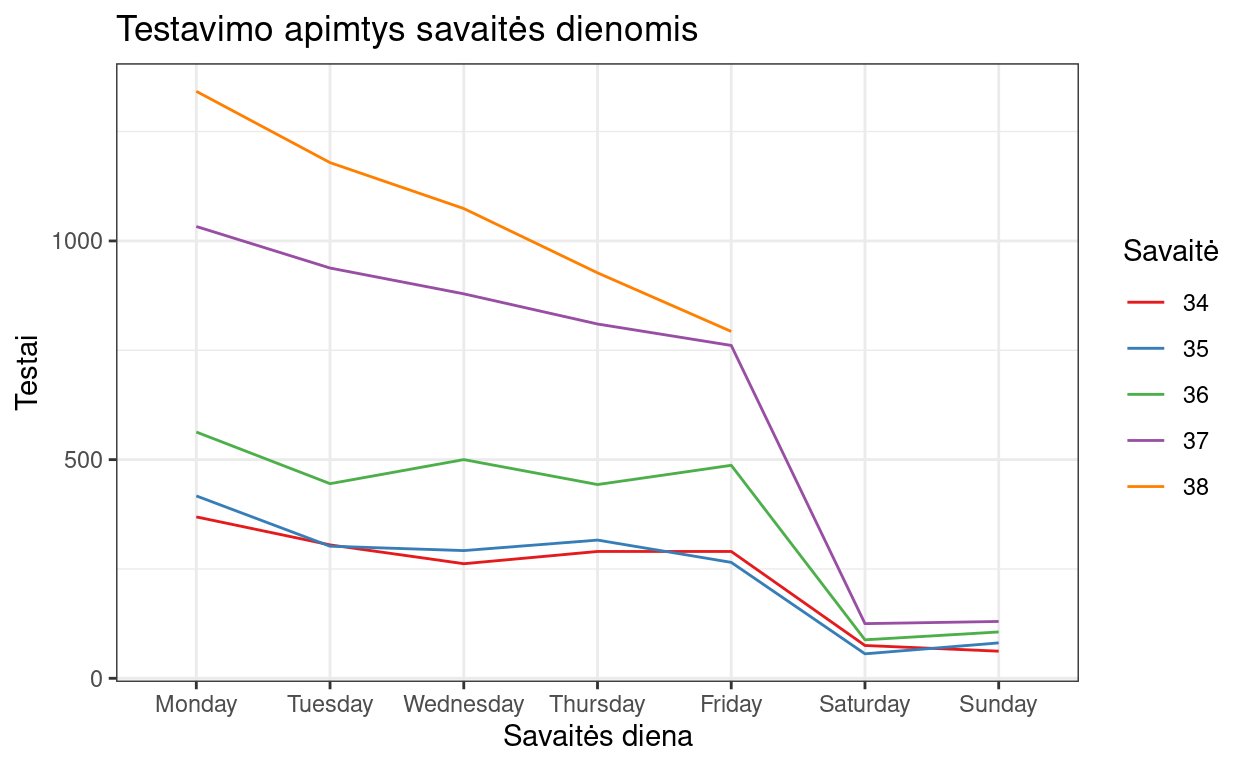 Testavimo apimtys savaitės dienomis
Testai
1000
500
0
Monday Tuesday Wednesday Thursday Friday Saturday Sunday
Savaitės diena
Savaitė
34
35
36
37
38